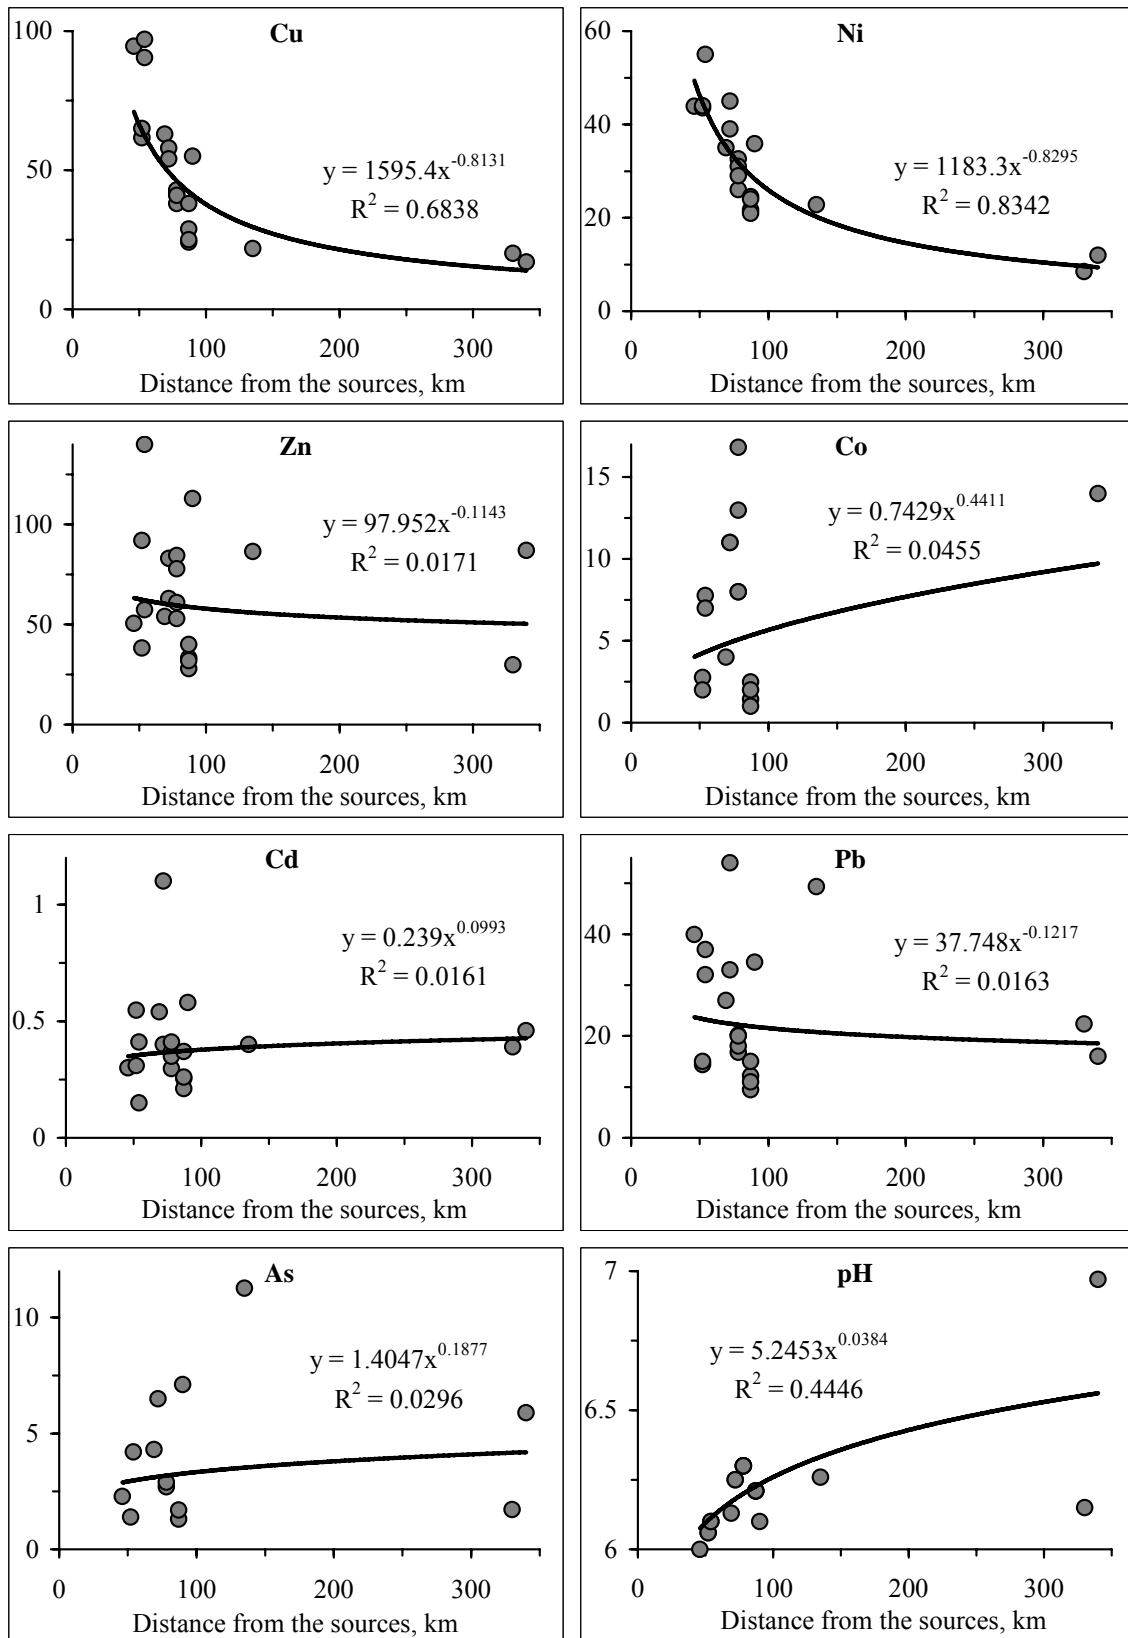 Cu
100
50
0
0 100 200 300
y = 1595.4x^-0.8131
R^2 = 0.6838
Distance from the sources, km
Ni
60
40
20
0
0 100 200 300
y = 1183.3x^-0.8295
R^2 = 0.8342
Distance from the sources, km
Zn
100
50
0
0 100 200 300
y = 97.952x^-0.1143
R^2 = 0.0171
Distance from the sources, km
Co
15
10
5
0
0 100 200 300
y = 0.7429x^0.4411
R^2 = 0.0455
Distance from the sources, km
Cd
1
0.5
0
0 100 200 300
y = 0.239x^0.0993
R^2 = 0.0161
Distance from the sources, km
Pb
40
20
0
0 100 200 300
y = 37.748x^-0.1217
R^2 = 0.0163
Distance from the sources, km
As
10
5
0
0 100 200 300
y = 1.4047x^0.1877
R^2 = 0.0296
Distance from the sources, km
pH
7
6.5
6
0 100 200 300
y = 5.2453x^0.0384
R^2 = 0.4446
Distance from the sources, km